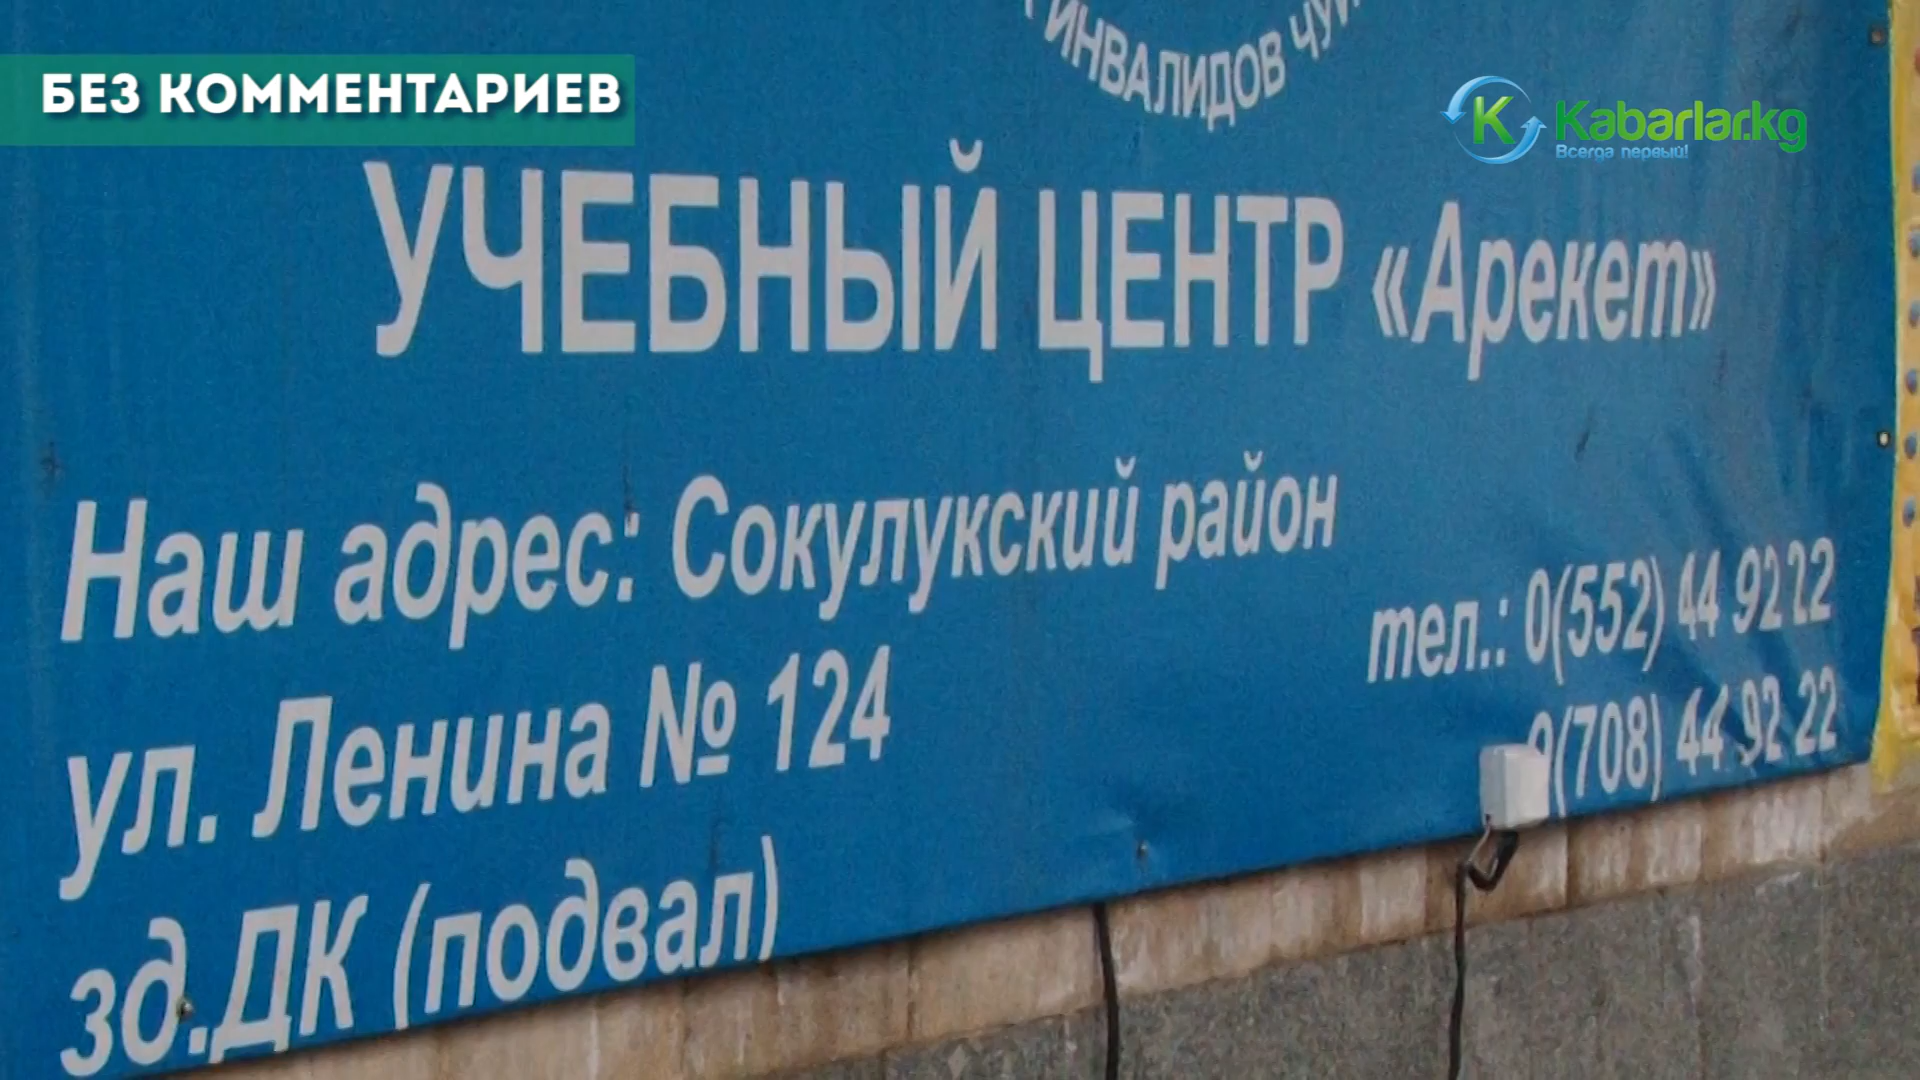 ИНВАЛИДОВ
БЕЗ КОММЕНТАРИЕВ
Kabarlar.kg
Всегда первый!
УЧЕБНЫЙ ЦЕНТР «Арекет»
Наш адрес: Сокулукский район
тел.: 0(552) 44 92 22
ул. Ленина № 124
0(708) 44 92 22
зд.ДК (подвал)